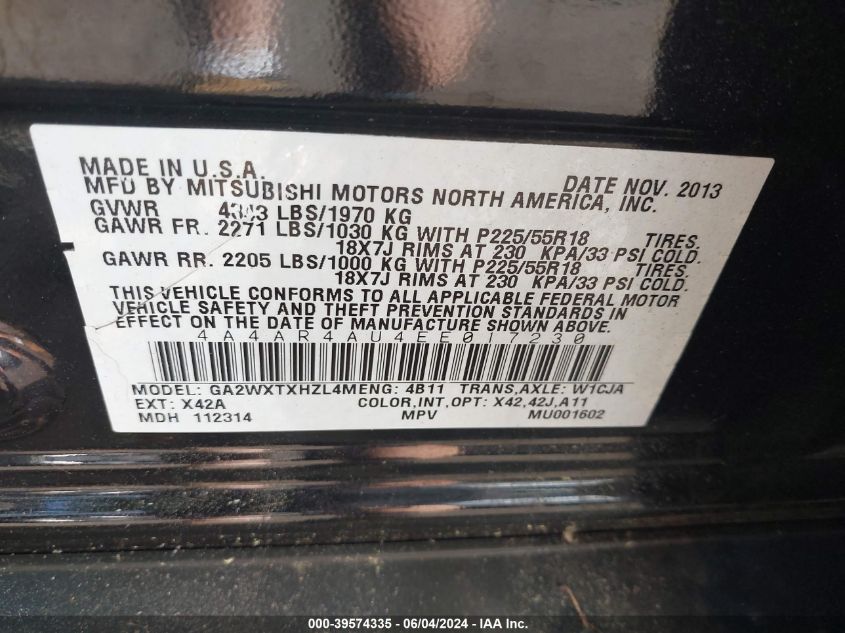 MADE IN U.S.A. DATE NOV. 2013
MFD BY MITSUBISHI MOTORS NORTH AMERICA, INC.
GVWR 4343 LBS/1970 KG
GAWR FR. 2271 LBS/1030 KG WITH P225/55R18 TIRES.
18X7J RIMS AT 230 KPA/33 PSI COLD.
GAWR RR. 2205 LBS/1000 KG WITH P225/55R18 TIRES.
18X7J RIMS AT 230 KPA/33 PSI COLD.
THIS VEHICLE CONFORMS TO ALL APPLICABLE FEDERAL MOTOR
VEHICLE SAFETY AND THEFT PREVENTION STANDARDS IN
EFFECT ON THE DATE OF MANUFACTURE SHOWN ABOVE.
4A4AR4AU4EE017230
MODEL: GA2WXTXHZL4M ENG: 4B11 TRANS,AXLE: W1CJA
EXT: X42A COLOR,INT,OPT: X42,42J,A11
MDH 112314 MPV MU001602
000-39574335 - 06/04/2024 - IAA Inc.